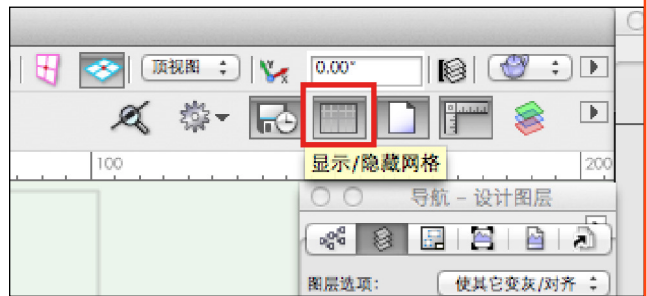 顶视图
0.00°
显示/隐藏网格
100
200
导航 - 设计图层
图层选项: 使其它变灰/对齐